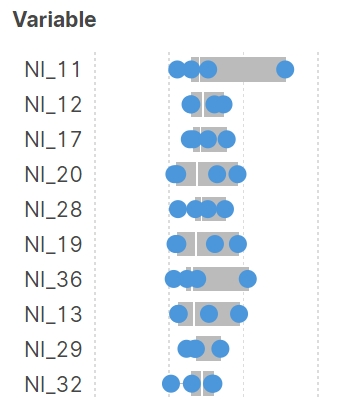 Variable
NI_11
NI_12
NI_17
NI_20
NI_28
NI_19
NI_36
NI_13
NI_29
NI_32